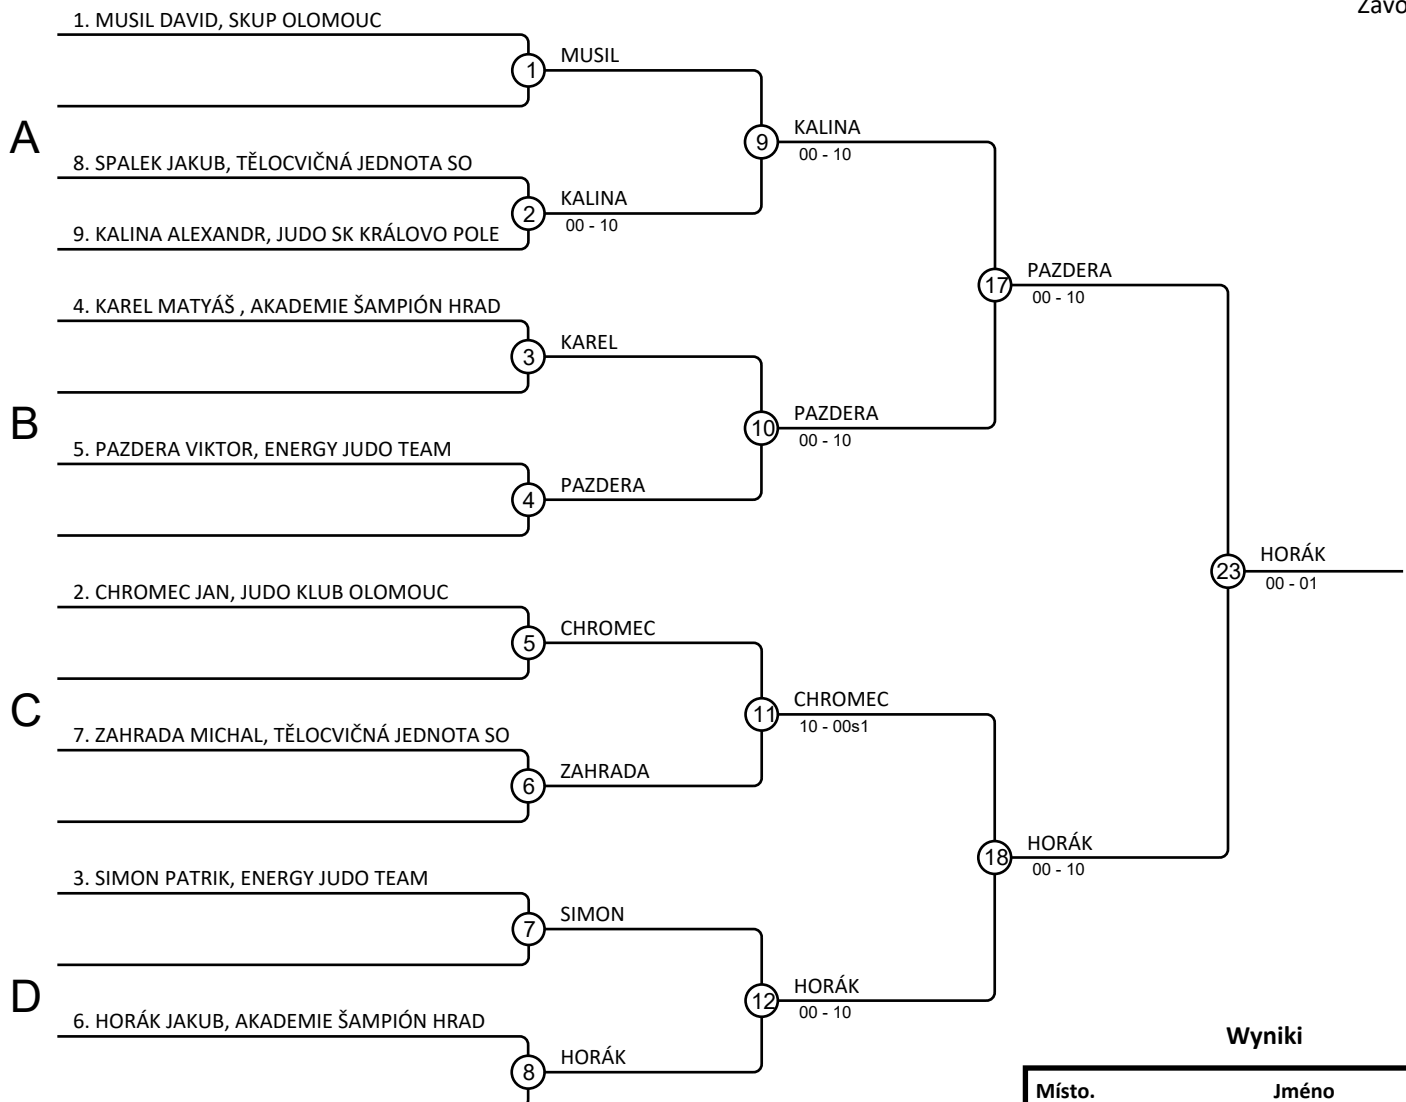 Závo
1. MUSIL DAVID, SKUP OLOMOUC
MUSIL
1
A
KALINA
9
00 - 10
8. SPALEK JAKUB, TĚLOCVIČNÁ JEDNOTA SO
KALINA
2
00 - 10
9. KALINA ALEXANDR, JUDO SK KRÁLOVO POLE
PAZDERA
17
00 - 10
4. KAREL MATYÁŠ , AKADEMIE ŠAMPIÓN HRAD
KAREL
3
B
PAZDERA
10
00 - 10
5. PAZDERA VIKTOR, ENERGY JUDO TEAM
PAZDERA
4
HORÁK
23
00 - 01
2. CHROMEC JAN, JUDO KLUB OLOMOUC
CHROMEC
5
C
CHROMEC
11
10 - 00s1
7. ZAHRADA MICHAL, TĚLOCVIČNÁ JEDNOTA SO
ZAHRADA
6
HORÁK
18
00 - 10
3. SIMON PATRIK, ENERGY JUDO TEAM
SIMON
7
D
HORÁK
12
00 - 10
6. HORÁK JAKUB, AKADEMIE ŠAMPIÓN HRAD
HORÁK
8
Wyniki
Místo. Jméno